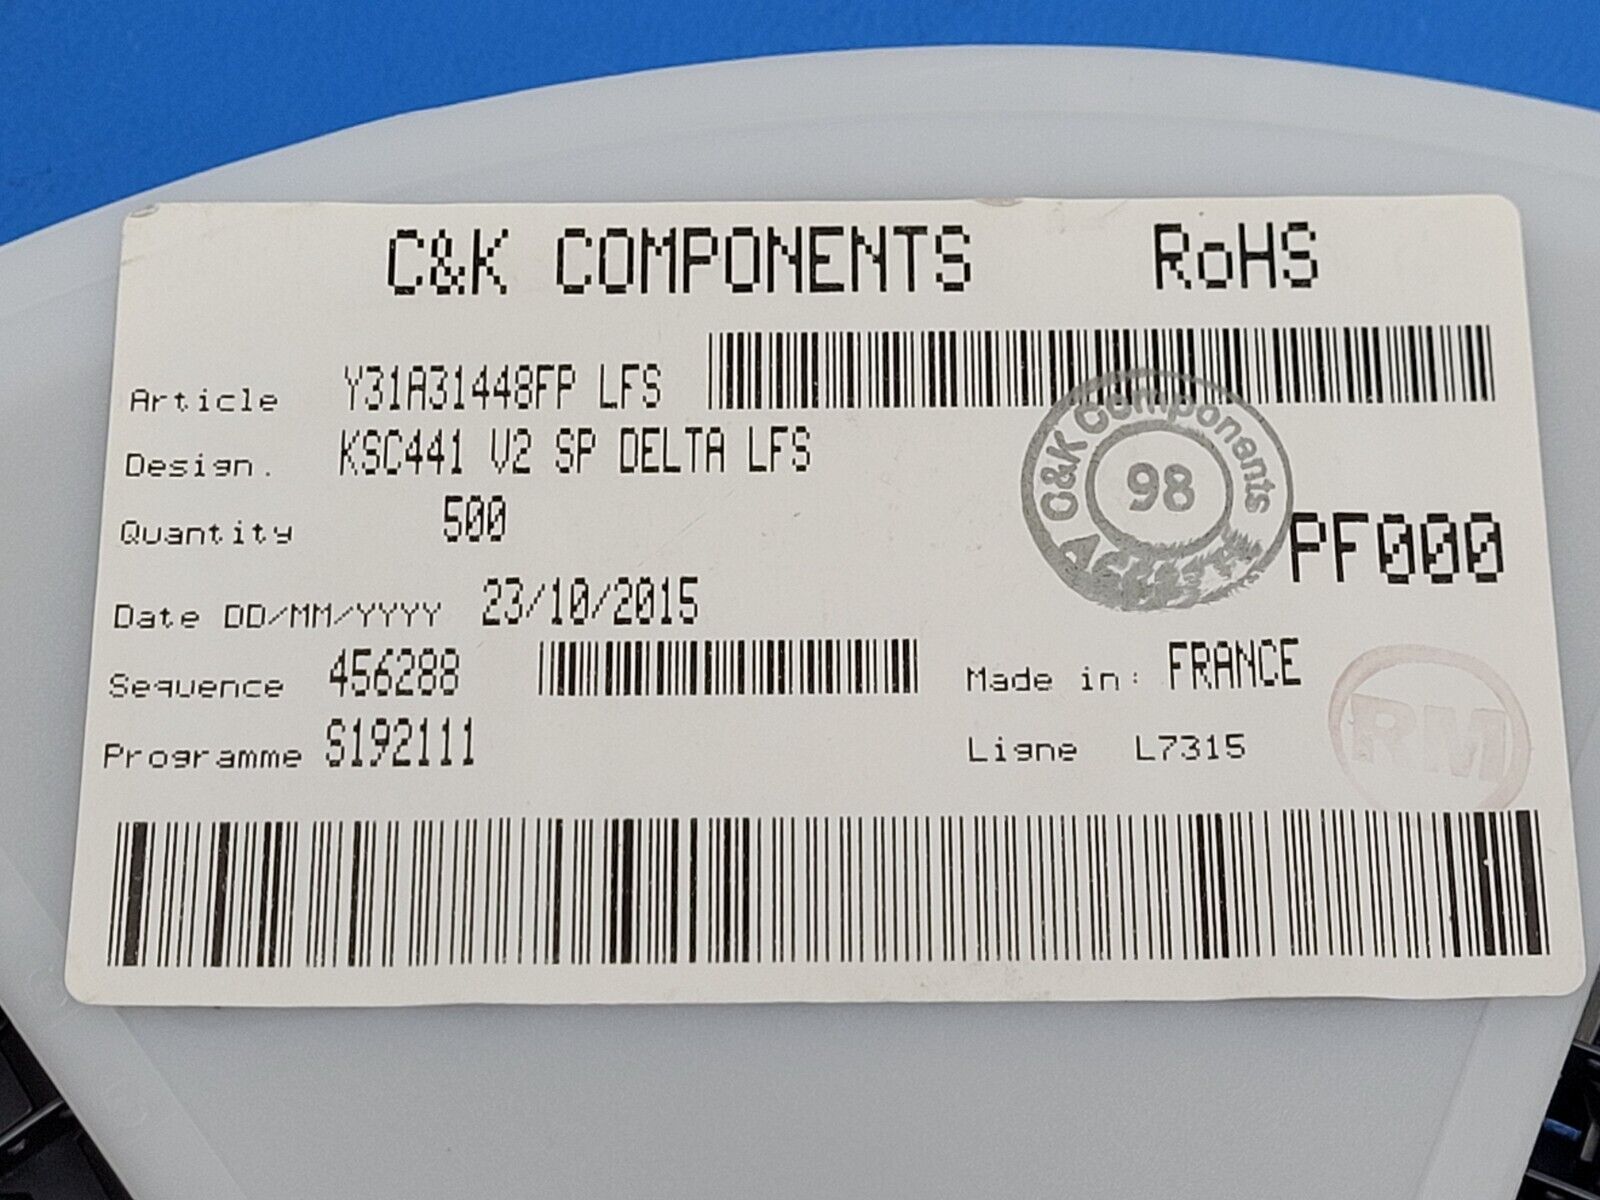 C&K COMPONENTS RoHS
Article Y31A31448FP LFS
Design. KSC441 V2 SP DELTA LFS
Quantity 500
C&K Components
98
PF000
Date DD/MM/YYYY 23/10/2015
Sequence 456288 Made in: FRANCE
Programme S192111 Ligne L7315
RM